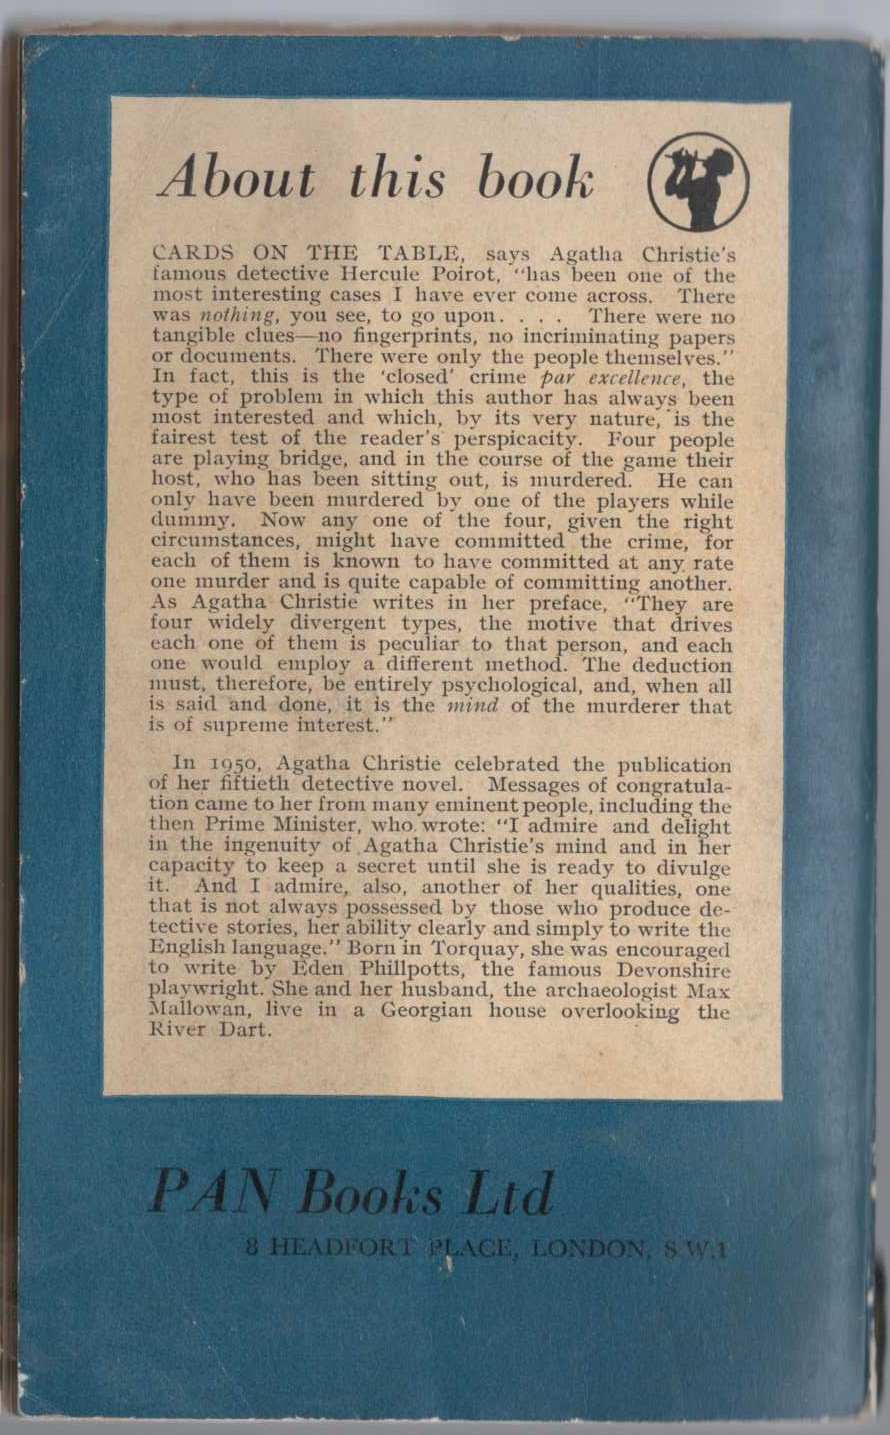 About this book
CARDS ON THE TABLE, says Agatha Christie's
famous detective Hercule Poirot, "has been one of the
most interesting cases I have ever come across. There
was nothing, you see, to go upon. . . . There were no
tangible clues—no fingerprints, no incriminating papers
or documents. There were only the people themselves."
In fact, this is the 'closed' crime par excellence, the
type of problem in which this author has always been
most interested and which, by its very nature, is the
fairest test of the reader's perspicacity. Four people
are playing bridge, and in the course of the game their
host, who has been sitting out, is murdered. He can
only have been murdered by one of the players while
dummy. Now any one of the four, given the right
circumstances, might have committed the crime, for
each of them is known to have committed at any rate
one murder and is quite capable of committing another.
As Agatha Christie writes in her preface, "They are
four widely divergent types, the motive that drives
each one of them is peculiar to that person, and each
one would employ a different method. The deduction
must, therefore, be entirely psychological, and, when all
is said and done, it is the mind of the murderer that
is of supreme interest."
In 1950, Agatha Christie celebrated the publication
of her fiftieth detective novel. Messages of congratula-
tion came to her from many eminent people, including the
then Prime Minister, who wrote: "I admire and delight
in the ingenuity of Agatha Christie's mind and in her
capacity to keep a secret until she is ready to divulge
it. And I admire, also, another of her qualities, one
that is not always possessed by those who produce de-
tective stories, her ability clearly and simply to write the
English language." Born in Torquay, she was encouraged
to write by Eden Phillpotts, the famous Devonshire
playwright. She and her husband, the archaeologist Max
Mallowan, live in a Georgian house overlooking the
River Dart.
PAN Books Ltd
8 HEADFORT PLACE, LONDON, S.W.1